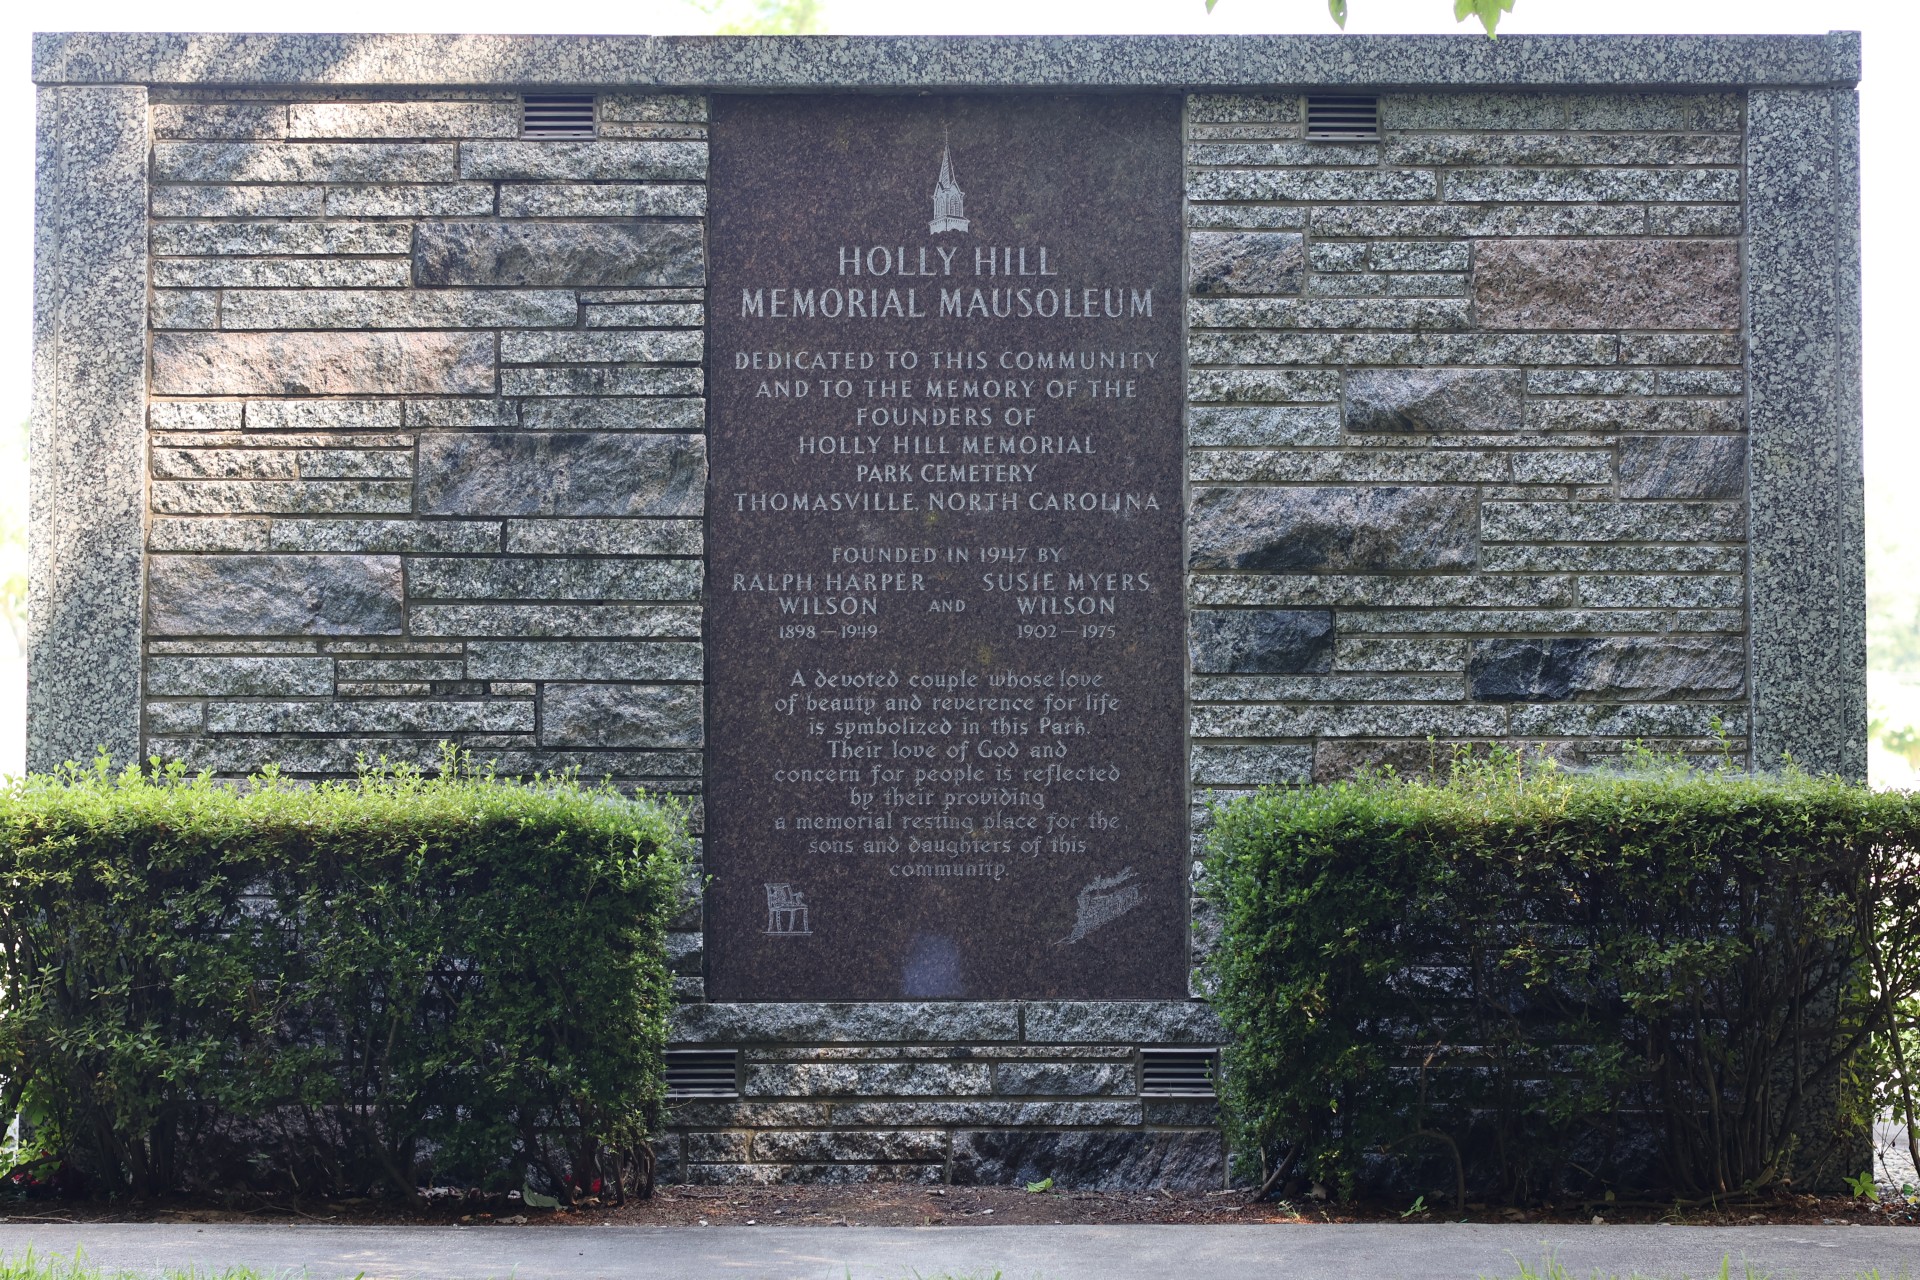 HOLLY HILL
MEMORIAL MAUSOLEUM
DEDICATED TO THIS COMMUNITY
AND TO THE MEMORY OF THE
FOUNDERS OF
HOLLY HILL MEMORIAL
PARK CEMETERY
THOMASVILLE, NORTH CAROLINA
FOUNDED IN 1947 BY
RALPH HARPER SUSIE MYERS
WILSON AND WILSON
1898 – 1949 1902 – 1975
A devoted couple whose love
of beauty and reverence for life
is symbolized in this Park.
Their love of God and
concern for people is reflected
by their providing
a memorial resting place for the
sons and daughters of this
community.